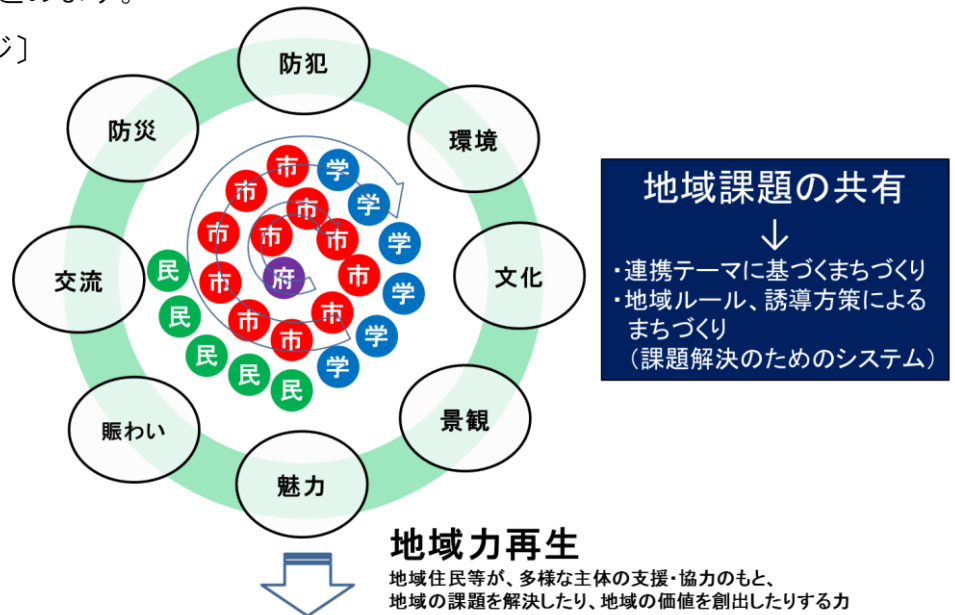 めます。
ジ〕
防犯
防災
環境
交流
文化
賑わい
景観
魅力
市
学
市
学
市
市
市
学
市
市
民
府
市
市
学
民
市
市
市
学
民
学
民
民
地域課題の共有
↓
・連携テーマに基づくまちづくり
・地域ルール、誘導方策による
まちづくり
（課題解決のためのシステム）
地域力再生
地域住民等が、多様な主体の支援・協力のもと、
地域の課題を解決したり、地域の価値を創出したりする力